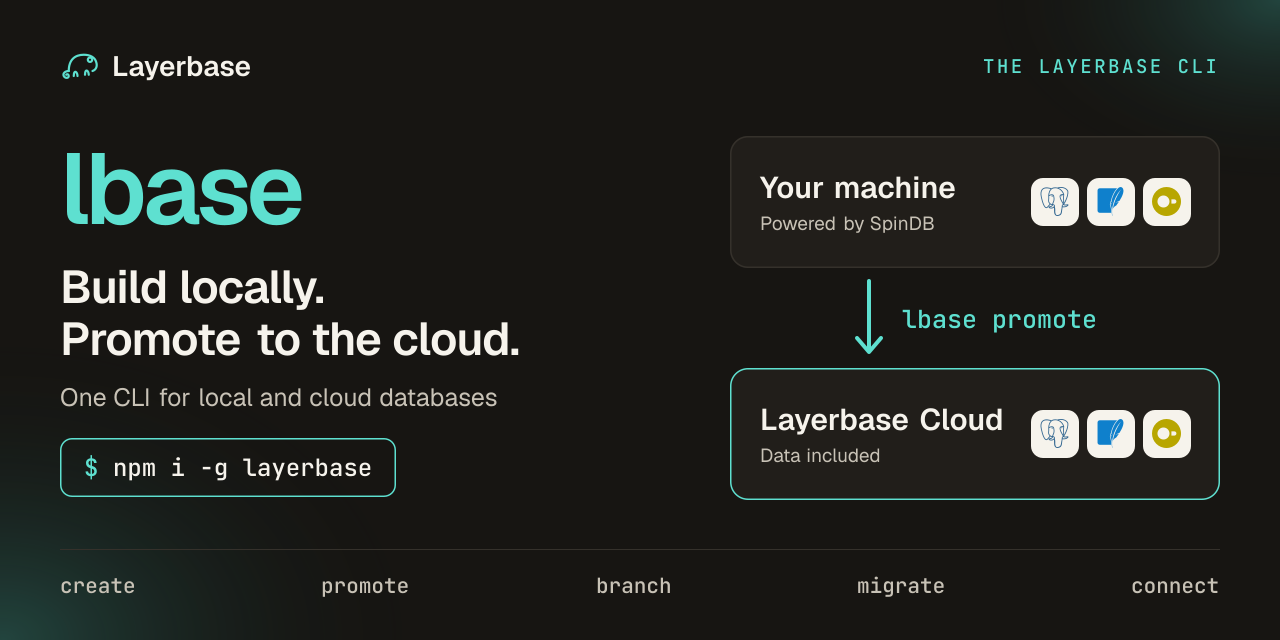 Layerbase
THE LAYERBASE CLI
lbase
Build locally.
Promote to the cloud.
One CLI for local and cloud databases
$ npm i -g layerbase
Your machine
Powered by SpinDB
lbase promote
Layerbase Cloud
Data included
create promote branch migrate connect